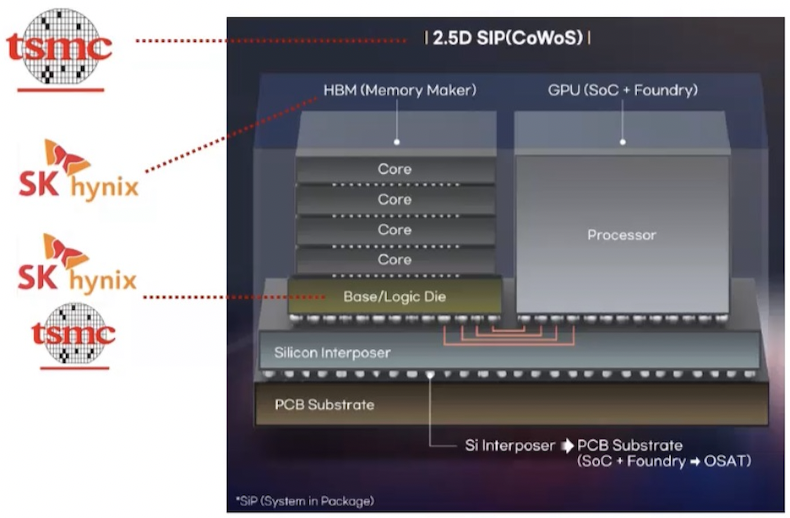 tsmc
| 2.5D SIP(CoWoS) |
HBM (Memory Maker)
GPU (SoC + Foundry)
SK hynix
Core
Core
Core
Core
Processor
SK hynix
Base/Logic Die
tsmc
Silicon Interposer
PCB Substrate
Si Interposer ➡ PCB Substrate
(SoC + Foundry ➡ OSAT)
*SiP (System in Package)